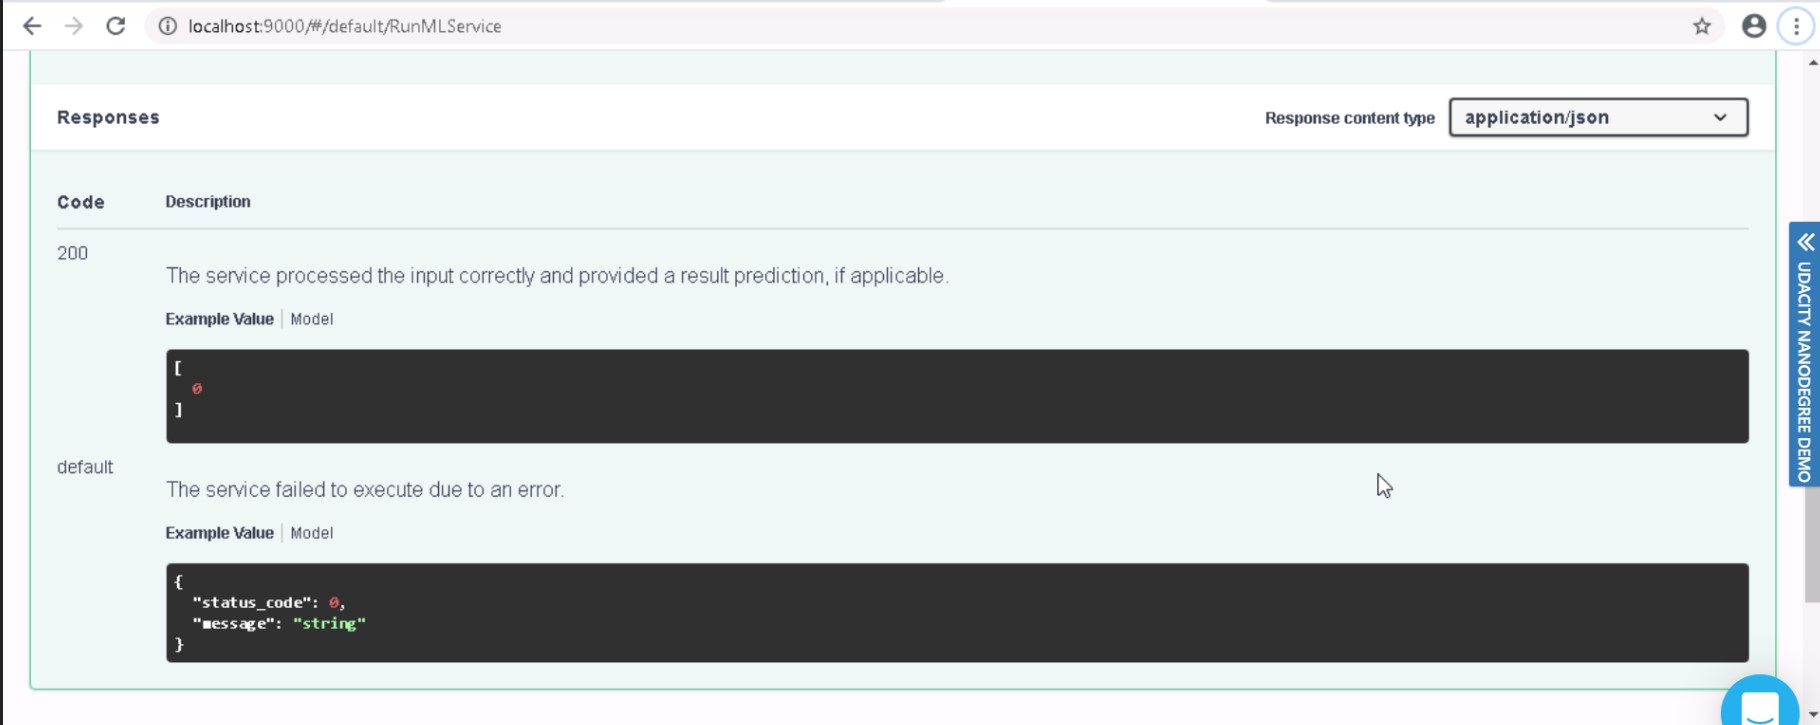 localhost:9000/#/default/RunMLService
Responses
Response content type
application/json
Code Description
200
The service processed the input correctly and provided a result prediction, if applicable.
Example Value | Model
[
0
]
default
The service failed to execute due to an error.
Example Value | Model
{
"status_code": 0,
"message": "string"
}
UDACITY NANODEGREE DEMO